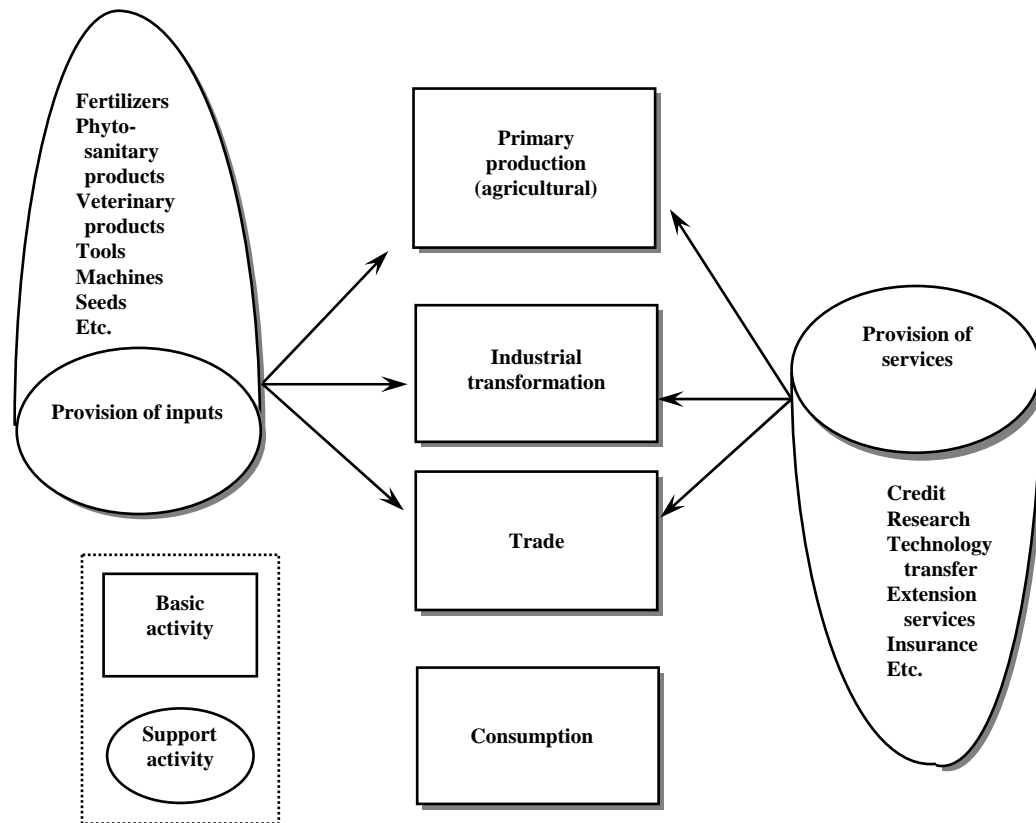 Fertilizers
Phyto-
sanitary
products
Veterinary
products
Tools
Machines
Seeds
Etc.
Provision of inputs
Primary
production
(agricultural)
Industrial
transformation
Trade
Consumption
Provision of
services
Credit
Research
Technology
transfer
Extension
services
Insurance
Etc.
Basic
activity
Support
activity